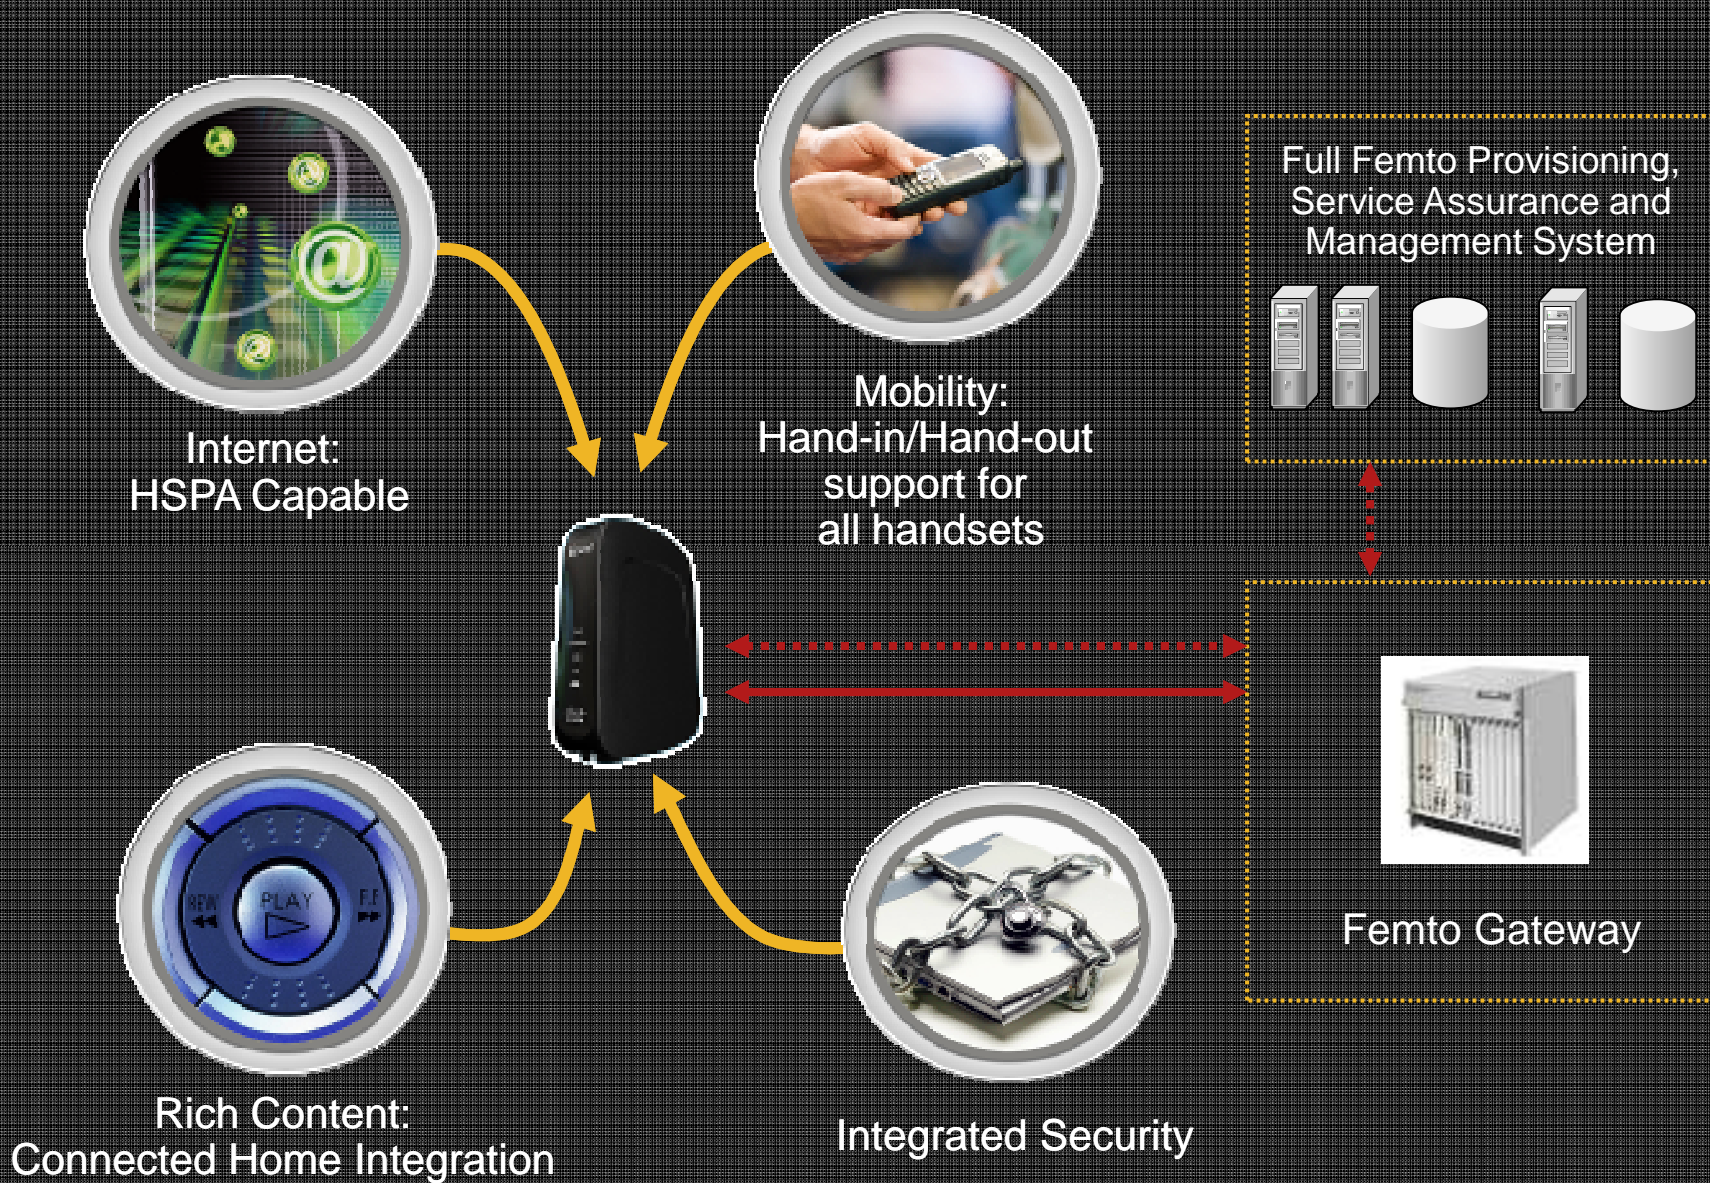 Internet:
HSPA Capable
Mobility:
Hand-in/Hand-out
support for
all handsets
Full Femto Provisioning,
Service Assurance and
Management System
Femto Gateway
REW
PLAY
F.F
Rich Content:
Connected Home Integration
Integrated Security